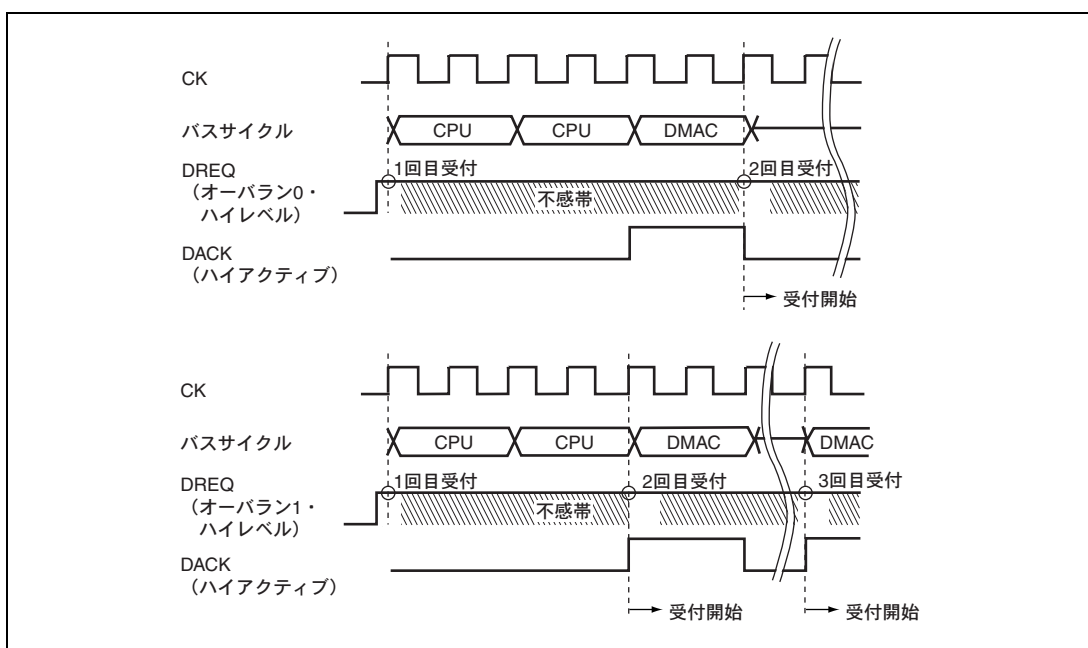 CK
バスサイクル
CPU
CPU
DMAC
DREQ
(オーバラン0・
ハイレベル)
1回目受付
2回目受付
不感帯
DACK
(ハイアクティブ)
受付開始
CK
バスサイクル
CPU
CPU
DMAC
DMAC
DREQ
(オーバラン1・
ハイレベル)
1回目受付
2回目受付
3回目受付
不感帯
DACK
(ハイアクティブ)
受付開始
受付開始